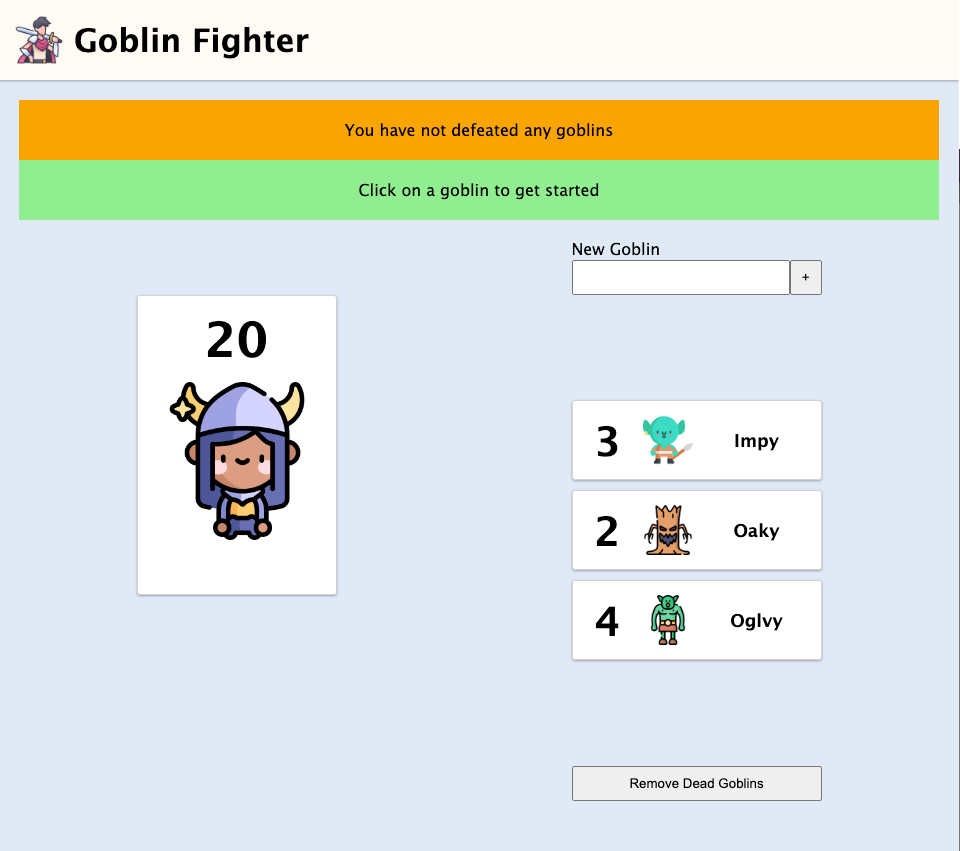 Goblin Fighter
You have not defeated any goblins
Click on a goblin to get started
New Goblin
+
20
3 Impy
2 Oaky
4 Oglvy
Remove Dead Goblins